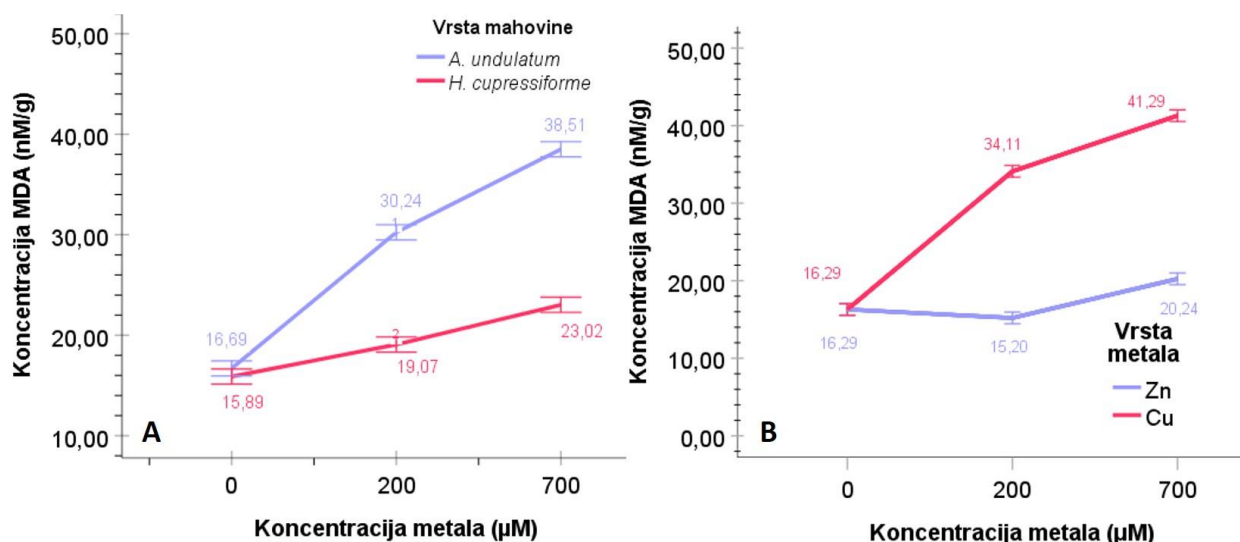 Vrsta mahovine
A. undulatum
H. cupressiforme
Koncentracija MDA (nM/g)
50,00
40,00
30,00
20,00
10,00
38,51
30,24
1
16,69
2
23,02
19,07
15,89
A
0
200
700
Koncentracija metala (µM)
Koncentracija MDA (nM/g)
50,00
40,00
30,00
20,00
10,00
0,00
41,29
34,11
16,29
20,24
16,29
15,20
Vrsta
metala
Zn
Cu
B
0
200
700
Koncentracija metala (µM)